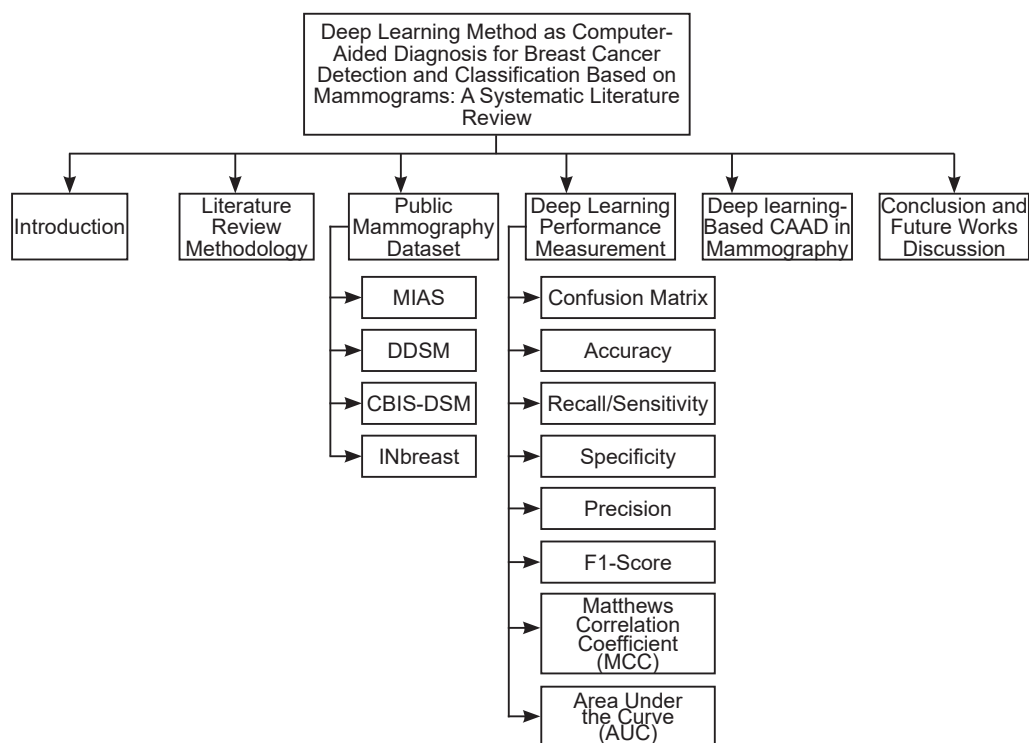 Deep Learning Method as Computer-
Aided Diagnosis for Breast Cancer
Detection and Classification Based on
Mammograms: A Systematic Literature
Review
Introduction
Literature
Review
Methodology
Public
Mammography
Dataset
Deep Learning
Performance
Measurement
Deep learning-
Based CAAD in
Mammography
Conclusion and
Future Works
Discussion
MIAS
DDSM
CBIS-DSM
INbreast
Confusion Matrix
Accuracy
Recall/Sensitivity
Specificity
Precision
F1-Score
Matthews
Correlation
Coefficient
(MCC)
Area Under
the Curve
(AUC)